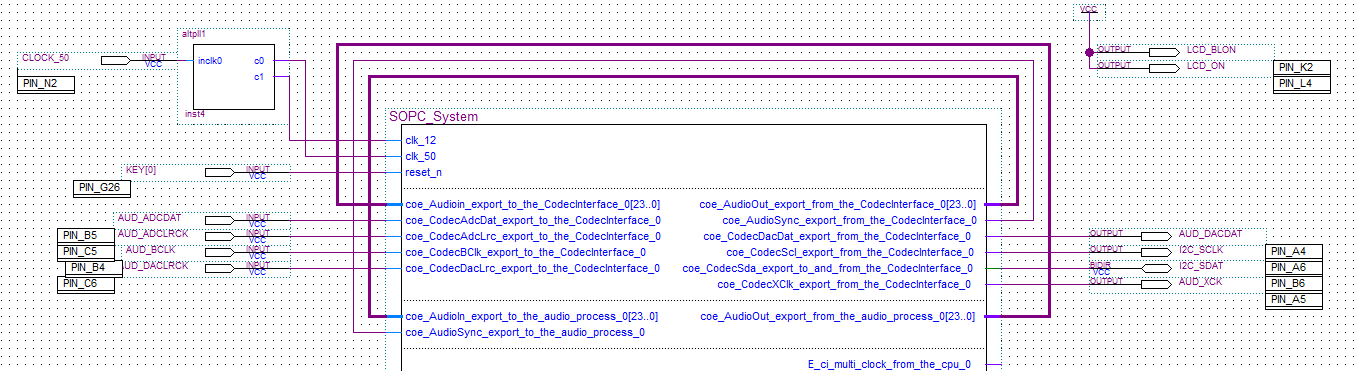 VCC
altpll1
CLOCK_50 INPUT VCC inclk0 c0
c1
PIN_N2
inst4
OUTPUT LCD_BLON
OUTPUT LCD_ON
PIN_K2
PIN_L4
SOPC_System
clk_12
clk_50
KEY[0] INPUT VCC reset_n
PIN_G26
coe_Audioin_export_to_the_CodecInterface_0[23..0] coe_AudioOut_export_from_the_CodecInterface_0[23..0]
AUD_ADCDAT INPUT VCC coe_CodecAdcDat_export_to_the_CodecInterface_0 coe_AudioSync_export_from_the_CodecInterface_0
PIN_B5 AUD_ADCLRCK INPUT VCC coe_CodecAdcLrc_export_to_the_CodecInterface_0 coe_CodecDacDat_export_from_the_CodecInterface_0 OUTPUT AUD_DACDAT
PIN_C5 AUD_BCLK INPUT VCC coe_CodecBClk_export_to_the_CodecInterface_0 coe_CodecScl_export_from_the_CodecInterface_0 OUTPUT I2C_SCLK PIN_A4
PIN_B4 AUD_DACLRCK INPUT VCC coe_CodecDacLrc_export_to_the_CodecInterface_0 coe_CodecSda_export_to_and_from_the_CodecInterface_0 BIDIR VCC I2C_SDAT PIN_A6
PIN_C6 coe_CodecXClk_export_from_the_CodecInterface_0 OUTPUT AUD_XCK PIN_B6
PIN_A5
coe_AudioIn_export_to_the_audio_process_0[23..0] coe_AudioOut_export_from_the_audio_process_0[23..0]
coe_AudioSync_export_to_the_audio_process_0
E_ci_multi_clock_from_the_cpu_0